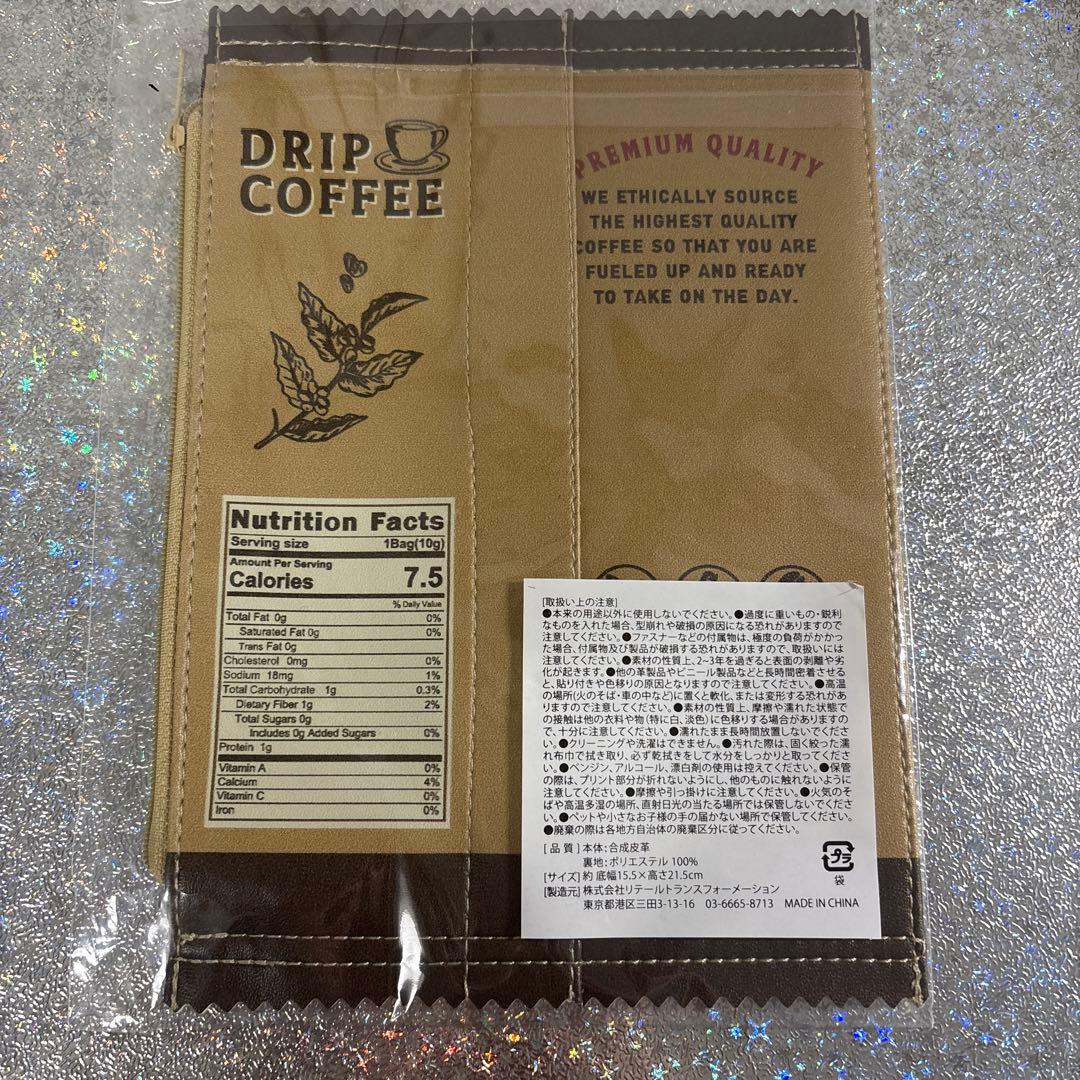 DRIP
COFFEE
PREMIUM QUALITY
WE ETHICALLY SOURCE
THE HIGHEST QUALITY
COFFEE SO THAT YOU ARE
FUELED UP AND READY
TO TAKE ON THE DAY.
Nutrition Facts
Serving size 1Bag(10g)
Amount Per Serving
Calories 7.5
% Daily Value
Total Fat 0g 0%
Saturated Fat 0g 0%
Trans Fat 0g
Cholesterol 0mg 0%
Sodium 18mg 1%
Total Carbohydrate 1g 0.3%
Dietary Fiber 1g 2%
Total Sugars 0g
Includes 0g Added Sugars 0%
Protein 1g
Vitamin A 0%
Calcium 4%
Vitamin C 0%
Iron 0%
[取扱い上の注意]
●本来の用途以外に使用しないでください。●過度に重いもの・鋭利
なものを入れた場合、型崩れや破損の原因になる恐れがありますので
注意してください。●ファスナーなどの付属物は、極度の負荷がかかっ
た場合、付属物及び製品が破損する恐れがありますので、取扱いには
注意してください。●素材の性質上、2~3年を過ぎると表面の剥離や劣
化が起きます。●他の革製品やビニール製品などと長時間密着させる
と、貼り付きや色移りの原因となりますので注意してください。●高温
の場所(火のそば・車の中など)に置くと軟化、または変形する恐れがあ
りますので注意してください。●素材の性質上、摩擦や濡れた状態で
の接触は他の衣料や物(特に白、淡色)に色移りする場合がありますの
で、十分に注意してください。●濡れたまま長時間放置しないでくださ
い。●クリーニングや洗濯はできません。●汚れた際は、固く絞った濡
れ布巾で拭き取り、必ず乾拭きをして水分をしっかりと取ってくださ
い。●ベンジン、アルコール、漂白剤の使用は控えてください。●保管
の際は、プリント部分が折れないようにし、他のものに触れないように
注意してください。●摩擦や引っ掛けに注意してください。●火気のそ
ばや高温多湿の場所、直射日光の当たる場所では保管しないでくださ
い。●ペットや小さなお子様の手の届かない場所で保管してください。
●廃棄の際は各地方自治体の廃棄区分に従ってください。
[品 質] 本体:合成皮革
裏地:ポリエステル 100%
[サイズ] 約 底幅15.5×高さ21.5cm
[製造元] 株式会社リテールトランスフォーメーション
東京都港区三田3-13-16 03-6665-8713 MADE IN CHINA
プラ
袋